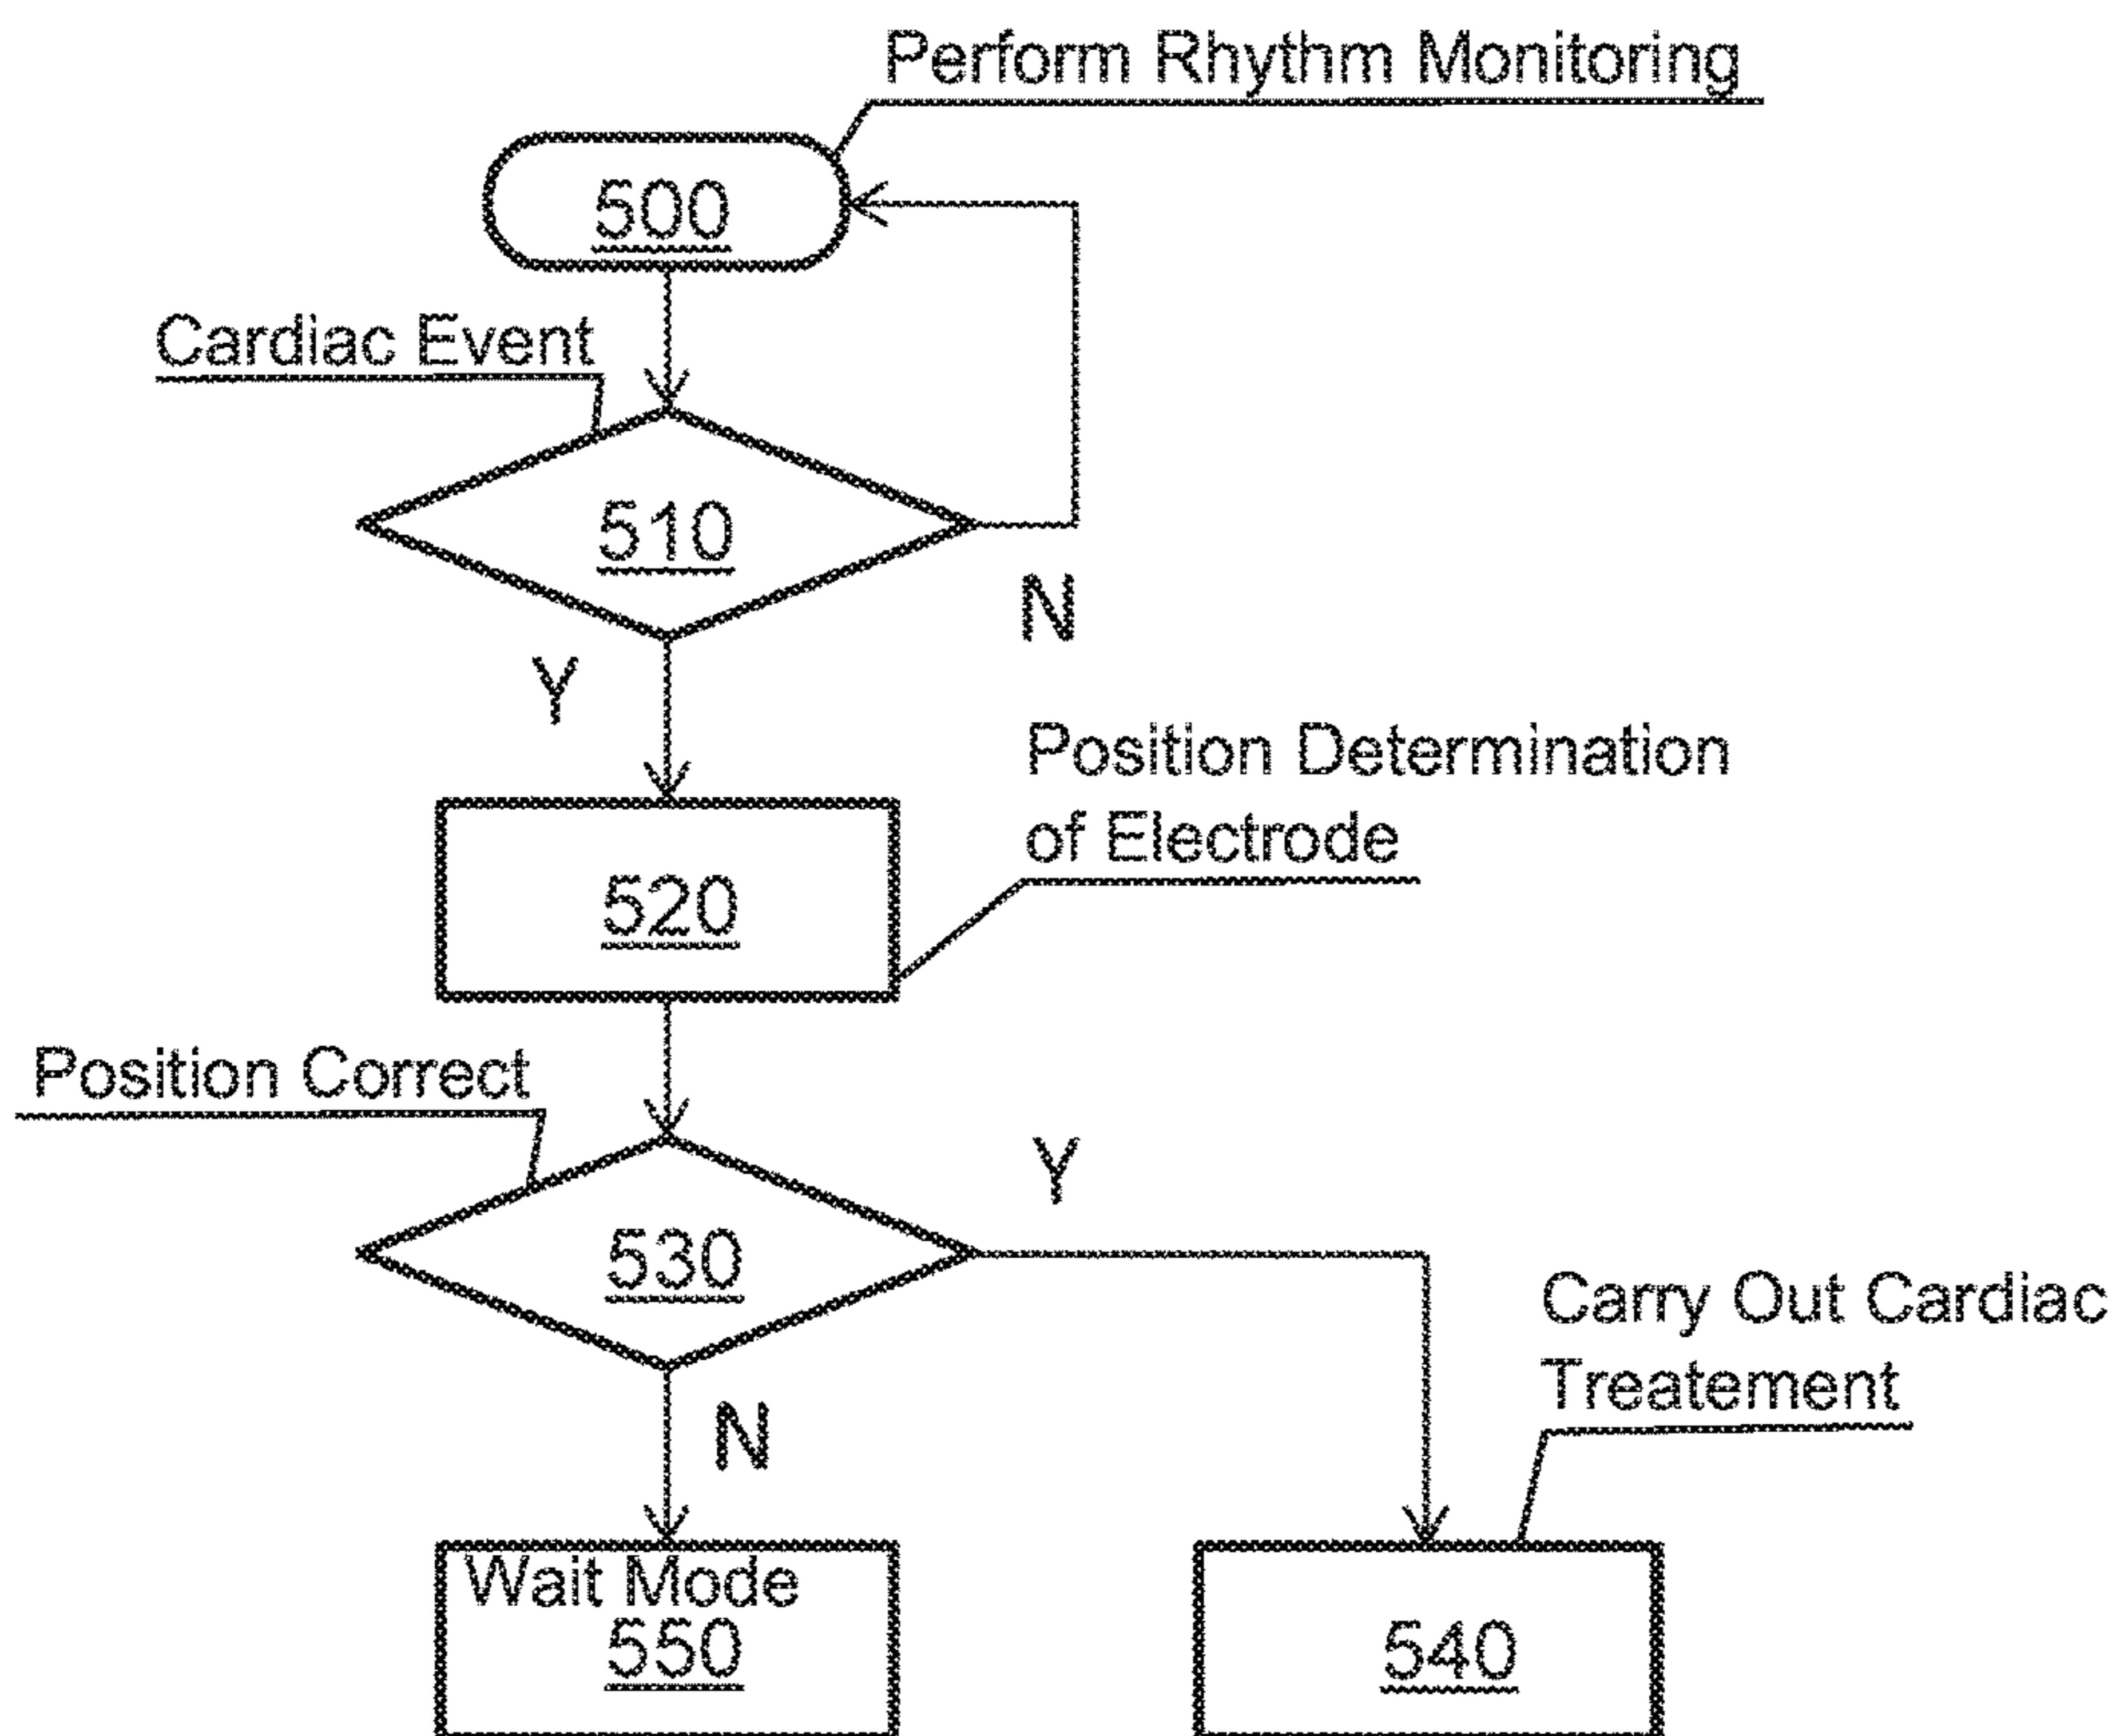 Perform Rhythm Monitoring
500
Cardiac Event
510
N
Y
Position Determination
of Electrode
520
Position Correct
Y
530
Carry Out Cardiac
Treatement
N
Wait Mode
550
540